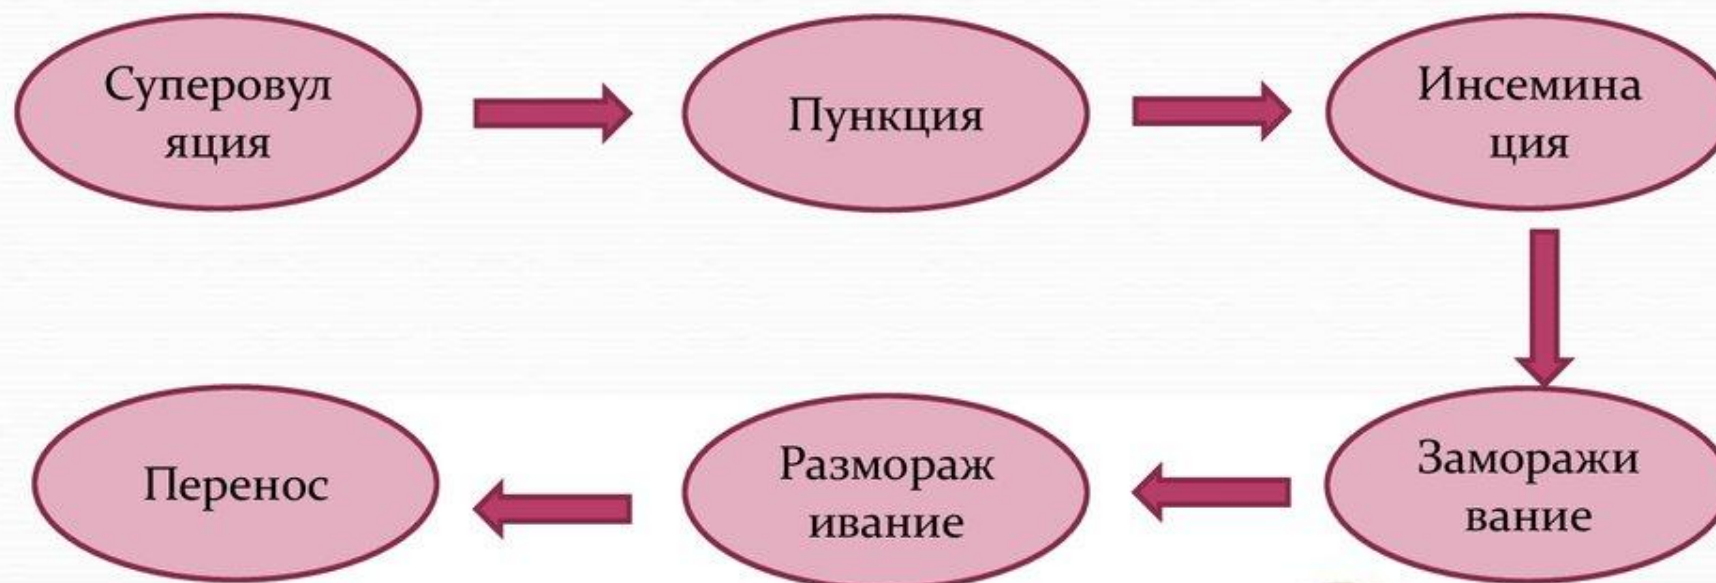 Суперовул
яция
Пункция
Инсемина
ция
Заморажи
вание
Размораж
ивание
Перенос